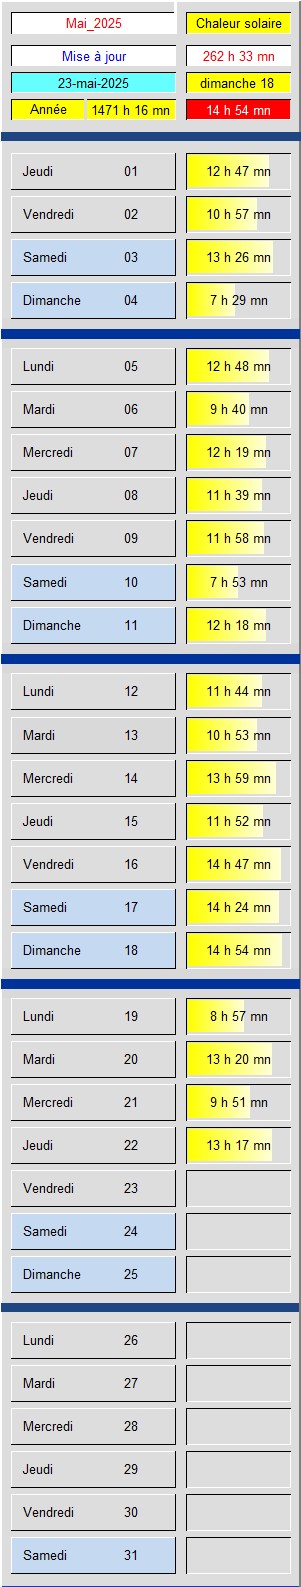 Mai_2025 Chaleur solaire
Mise à jour 262 h 33 mn
23-mai-2025 dimanche 18
Année 1471 h 16 mn 14 h 54 mn
Jeudi 01 12 h 47 mn
Vendredi 02 10 h 57 mn
Samedi 03 13 h 26 mn
Dimanche 04 7 h 29 mn
Lundi 05 12 h 48 mn
Mardi 06 9 h 40 mn
Mercredi 07 12 h 19 mn
Jeudi 08 11 h 39 mn
Vendredi 09 11 h 58 mn
Samedi 10 7 h 53 mn
Dimanche 11 12 h 18 mn
Lundi 12 11 h 44 mn
Mardi 13 10 h 53 mn
Mercredi 14 13 h 59 mn
Jeudi 15 11 h 52 mn
Vendredi 16 14 h 47 mn
Samedi 17 14 h 24 mn
Dimanche 18 14 h 54 mn
Lundi 19 8 h 57 mn
Mardi 20 13 h 20 mn
Mercredi 21 9 h 51 mn
Jeudi 22 13 h 17 mn
Vendredi 23
Samedi 24
Dimanche 25
Lundi 26
Mardi 27
Mercredi 28
Jeudi 29
Vendredi 30
Samedi 31